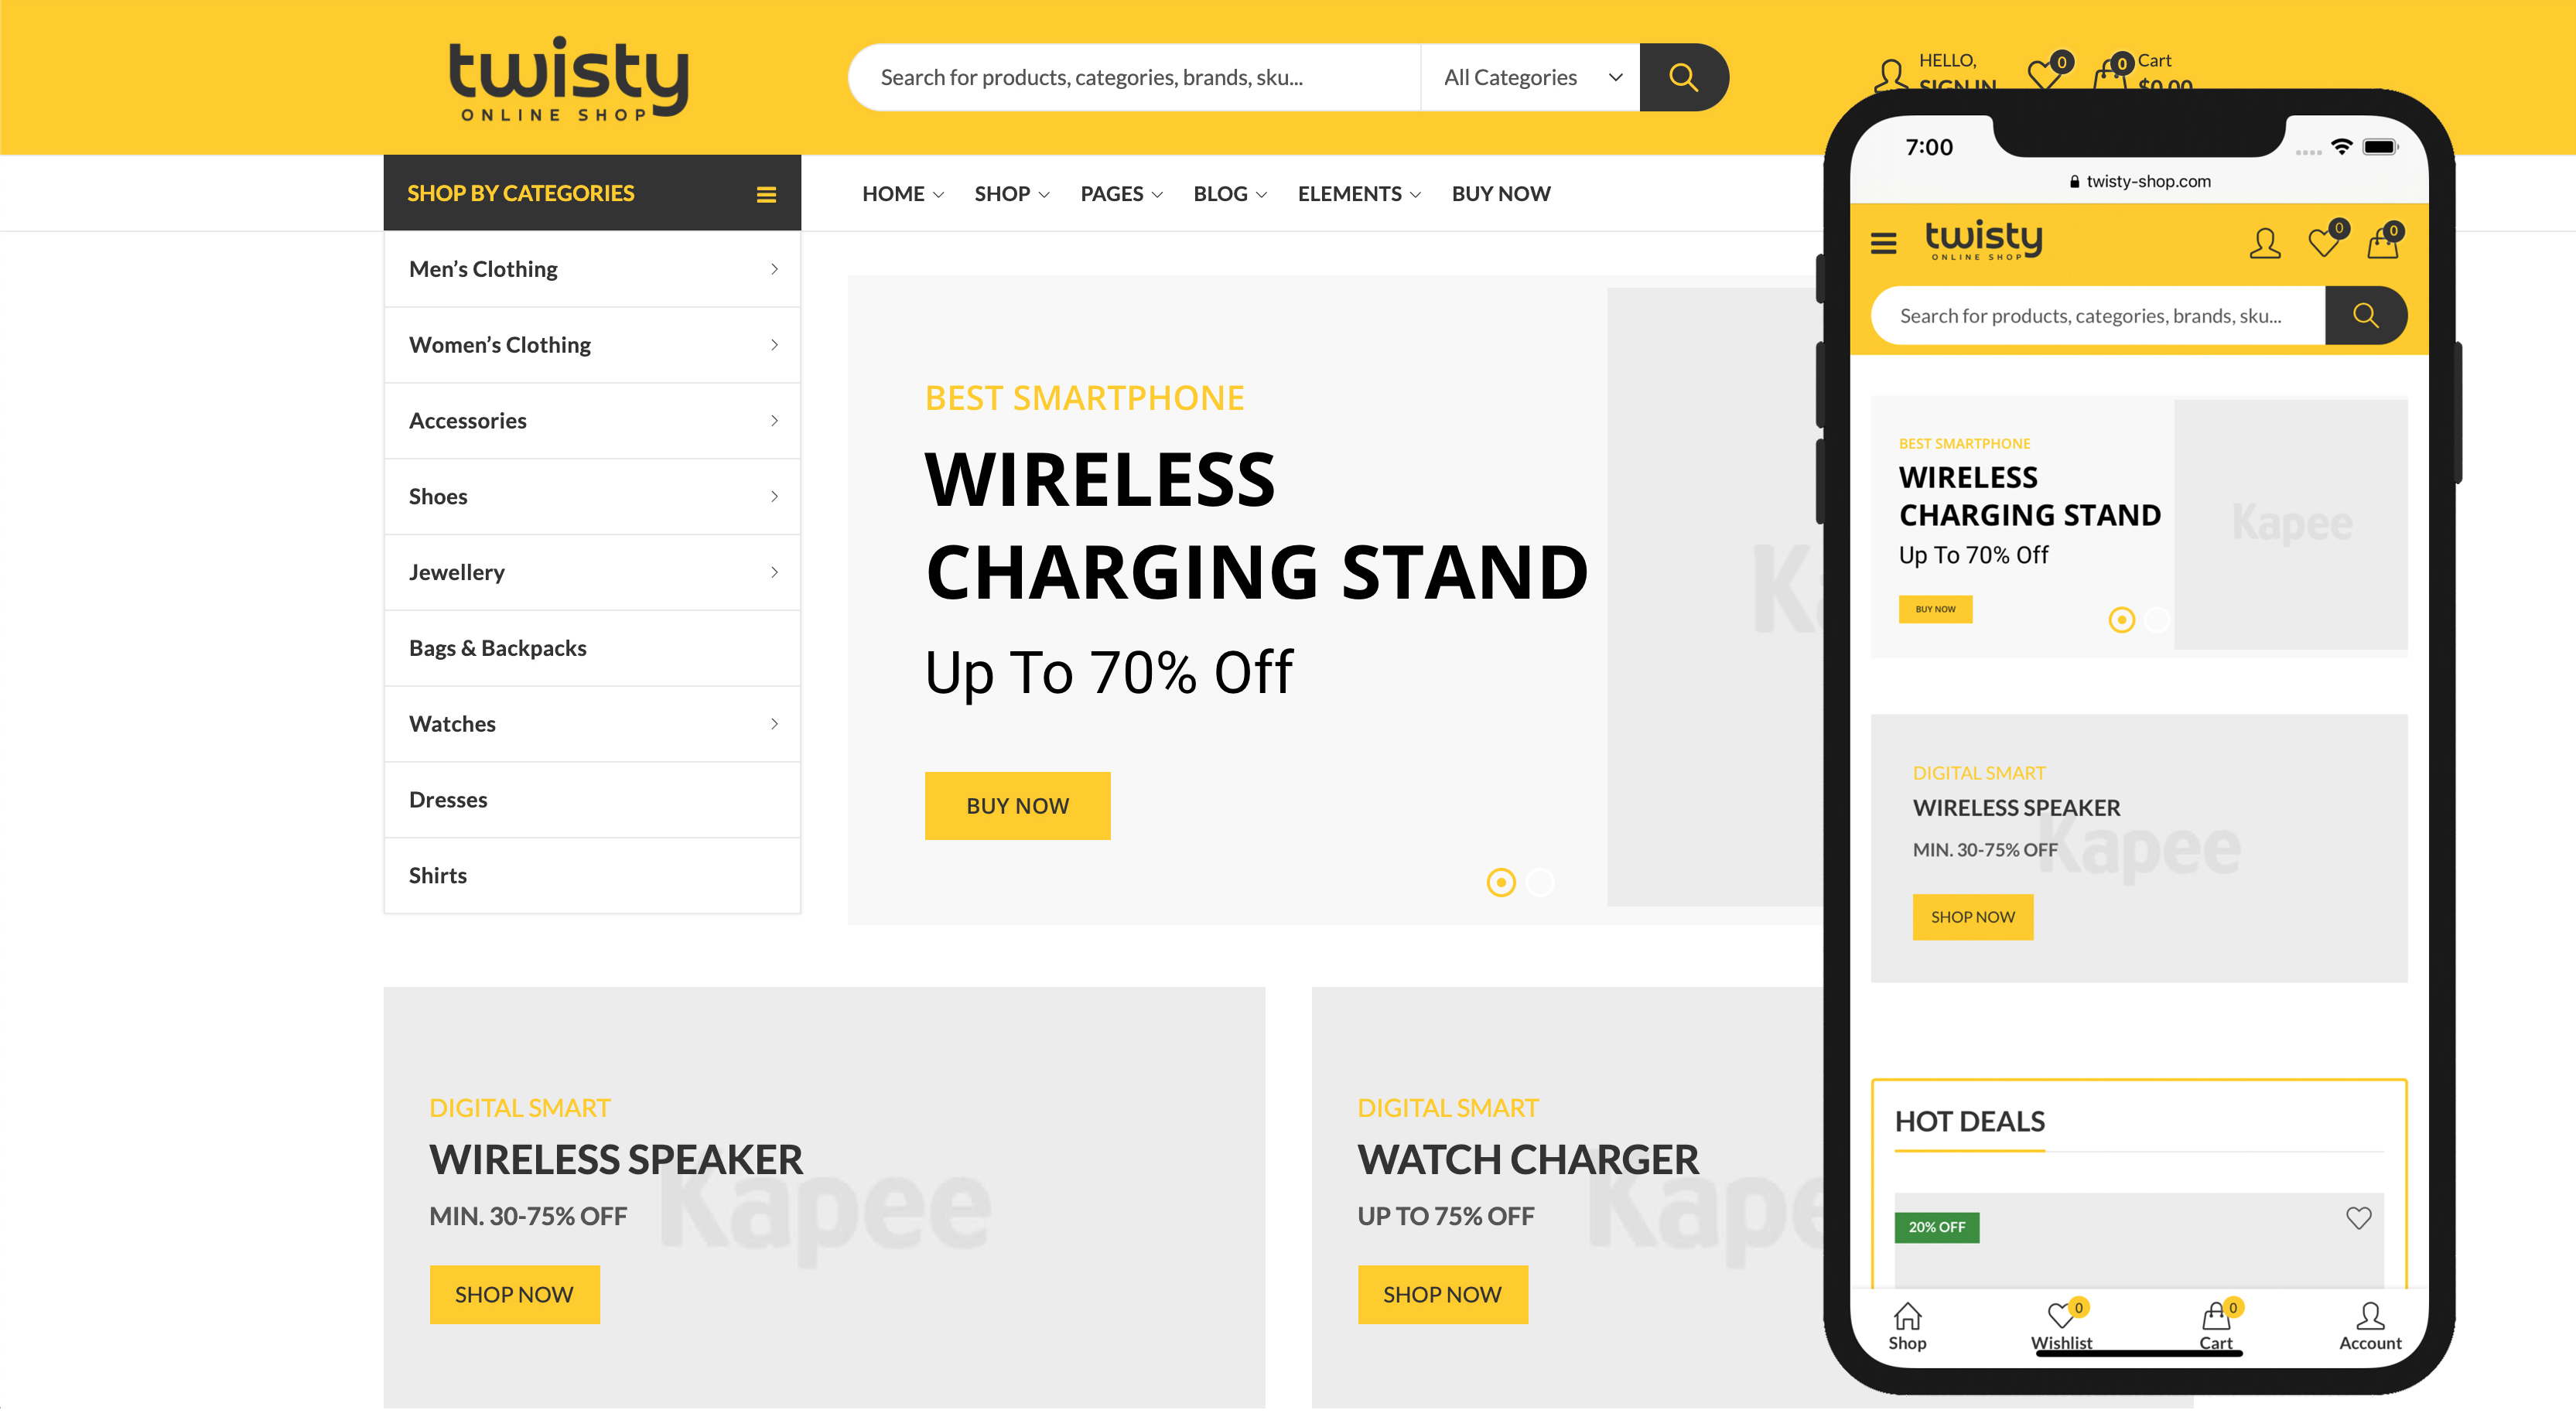 twisty
ONLINE SHOP
Search for products, categories, brands, sku...
All Categories
HELLO,
SIGN IN
0
0
Cart
$0.00
SHOP BY CATEGORIES
HOME
SHOP
PAGES
BLOG
ELEMENTS
BUY NOW
Men’s Clothing
Women’s Clothing
Accessories
Shoes
Jewellery
Bags & Backpacks
Watches
Dresses
Shirts
BEST SMARTPHONE
WIRELESS
CHARGING STAND
Up To 70% Off
BUY NOW
DIGITAL SMART
WIRELESS SPEAKER
MIN. 30-75% OFF
Kapee
SHOP NOW
DIGITAL SMART
WATCH CHARGER
UP TO 75% OFF
SHOP NOW
7:00
twisty-shop.com
twisty
ONLINE SHOP
0
0
Search for products, categories, brands, sku...
BEST SMARTPHONE
WIRELESS
CHARGING STAND
Up To 70% Off
BUY NOW
Kapee
DIGITAL SMART
WIRELESS SPEAKER
MIN. 30-75% OFF
Kapee
SHOP NOW
HOT DEALS
20% OFF
Shop
0
Wishlist
0
Cart
Account